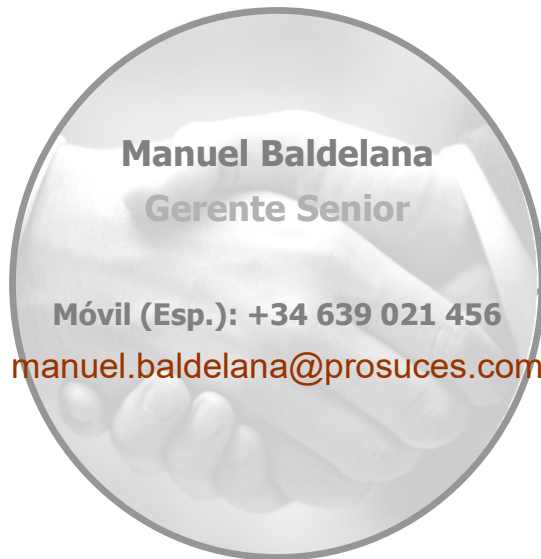 Manuel Baldelana
Gerente Senior
Móvil (Esp.): +34 639 021 456
manuel.baldelana@prosuces.com